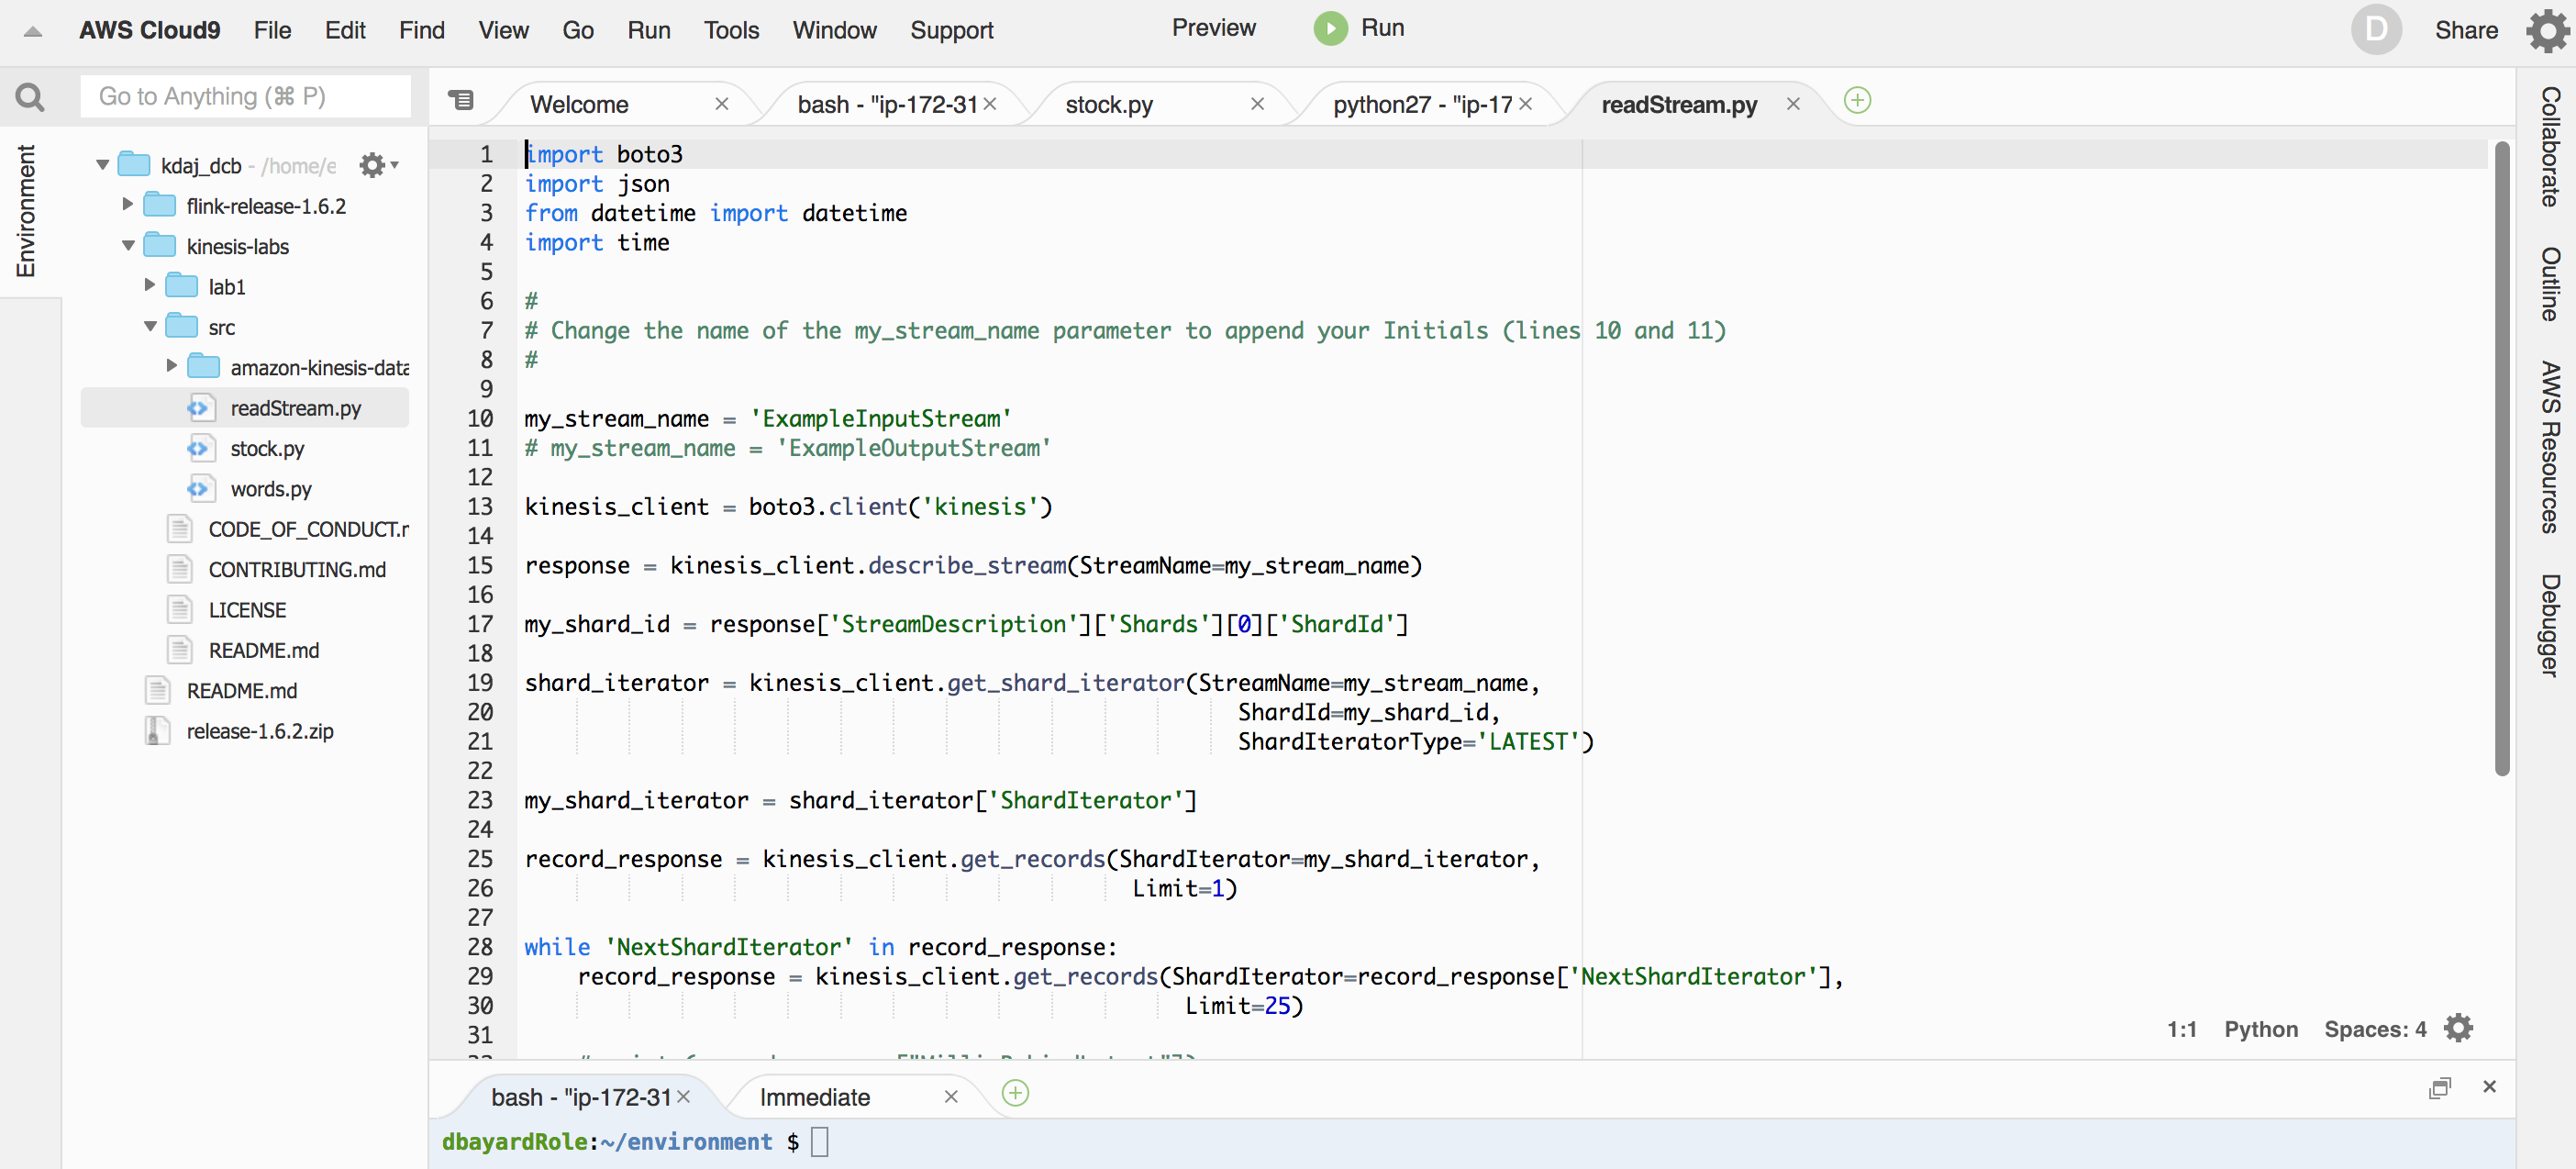 AWS Cloud9 File Edit Find View Go Run Tools Window Support Preview Run D Share
Go to Anything (⌘ P)
Welcome
bash - "ip-172-31
stock.py
python27 - "ip-17
readStream.py
Environment
kdaj_dcb - /home/e
flink-release-1.6.2
kinesis-labs
lab1
src
amazon-kinesis-data
readStream.py
stock.py
words.py
CODE_OF_CONDUCT.
CONTRIBUTING.md
LICENSE
README.md
README.md
release-1.6.2.zip
1 import boto3
2 import json
3 from datetime import datetime
4 import time
5
6 #
7 # Change the name of the my_stream_name parameter to append your Initials (lines 10 and 11)
8 #
9
10 my_stream_name = 'ExampleInputStream'
11 # my_stream_name = 'ExampleOutputStream'
12
13 kinesis_client = boto3.client('kinesis')
14
15 response = kinesis_client.describe_stream(StreamName=my_stream_name)
16
17 my_shard_id = response['StreamDescription']['Shards'][0]['ShardId']
18
19 shard_iterator = kinesis_client.get_shard_iterator(StreamName=my_stream_name,
20 ShardId=my_shard_id,
21 ShardIteratorType='LATEST')
22
23 my_shard_iterator = shard_iterator['ShardIterator']
24
25 record_response = kinesis_client.get_records(ShardIterator=my_shard_iterator,
26 Limit=1)
27
28 while 'NextShardIterator' in record_response:
29 record_response = kinesis_client.get_records(ShardIterator=record_response['NextShardIterator'],
30 Limit=25)
31
1:1 Python Spaces: 4
Collaborate
Outline
AWS Resources
Debugger
bash - "ip-172-31
Immediate
dbayardRole:~/environment $